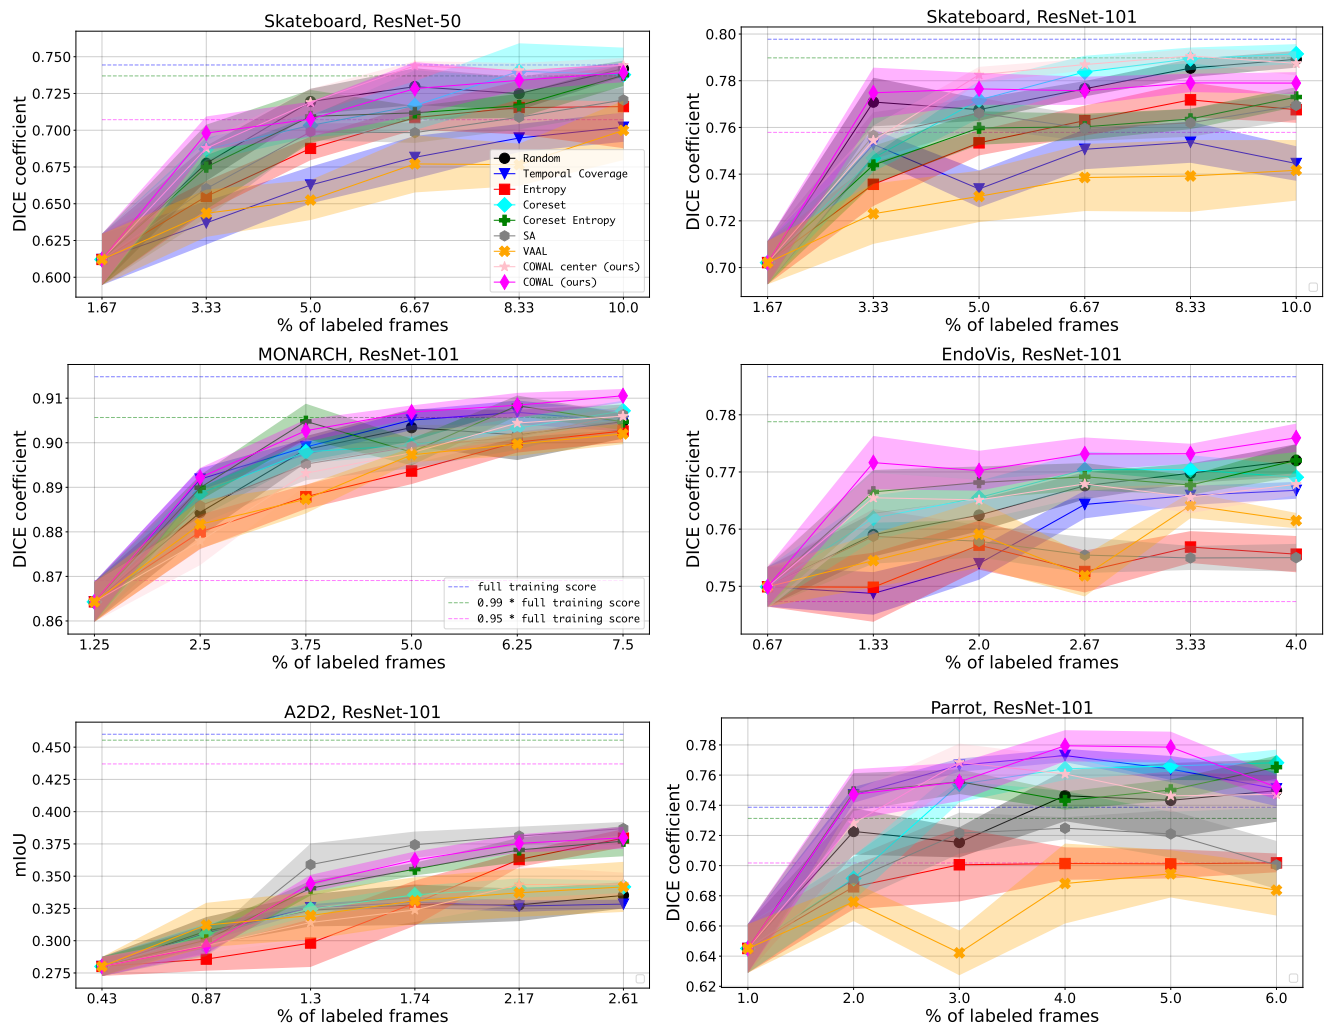 Skateboard, ResNet-50
DICE coefficient
0.750
0.725
0.700
0.675
0.650
0.625
0.600
Random
Temporal Coverage
Entropy
Coreset
Coreset Entropy
SA
VAAL
COWAL center (ours)
COWAL (ours)
1.67 3.33 5.0 6.67 8.33 10.0
% of labeled frames
Skateboard, ResNet-101
DICE coefficient
0.80
0.78
0.76
0.74
0.72
0.70
1.67 3.33 5.0 6.67 8.33 10.0
% of labeled frames
MONARCH, ResNet-101
DICE coefficient
0.91
0.90
0.89
0.88
0.87
0.86
full training score
0.99 * full training score
0.95 * full training score
1.25 2.5 3.75 5.0 6.25 7.5
% of labeled frames
EndoVis, ResNet-101
DICE coefficient
0.78
0.77
0.76
0.75
0.67 1.33 2.0 2.67 3.33 4.0
% of labeled frames
A2D2, ResNet-101
mIoU
0.450
0.425
0.400
0.375
0.350
0.325
0.300
0.275
0.43 0.87 1.3 1.74 2.17 2.61
% of labeled frames
Parrot, ResNet-101
DICE coefficient
0.78
0.76
0.74
0.72
0.70
0.68
0.66
0.64
0.62
1.0 2.0 3.0 4.0 5.0 6.0
% of labeled frames